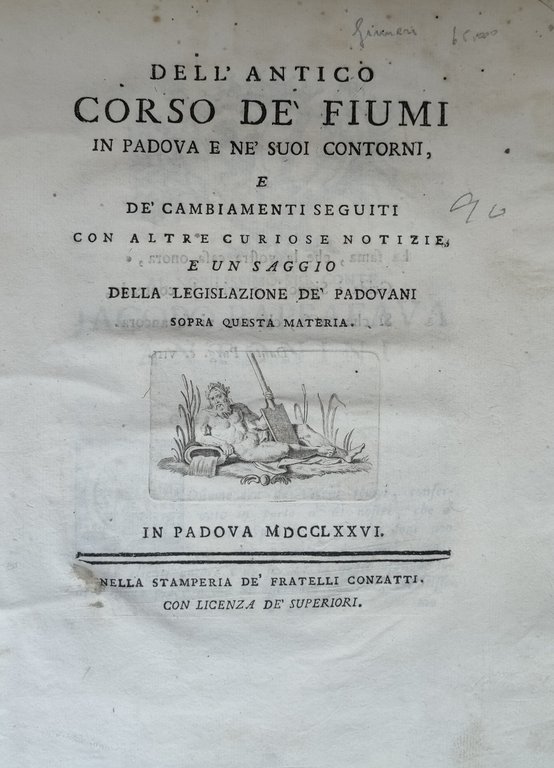 DELL' ANTICO
CORSO DE' FIUMI
IN PADOVA E NE' SUOI CONTORNI,
E
DE' CAMBIAMENTI SEGUITI
CON ALTRE CURIOSE NOTIZIE,
E UN SAGGIO
DELLA LEGISLAZIONE DE' PADOVANI
SOPRA QUESTA MATERIA.
IN PADOVA MDCCLXXVI.
NELLA STAMPERIA DE' FRATELLI CONZATTI.
CON LICENZA DE' SUPERIORI.